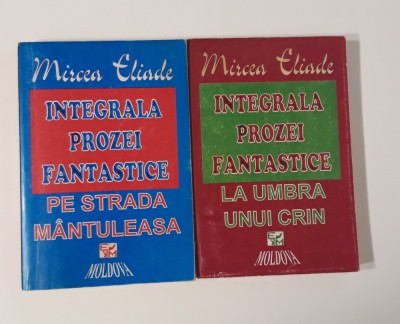 Mircea Eliade
INTEGRALA
PROZEI
FANTASTICE
PE STRADA
MÂNTULEASA
MOLDOVA
Mircea Eliade
INTEGRALA
PROZEI
FANTASTICE
LA UMBRA
UNUI CRIN
MOLDOVA